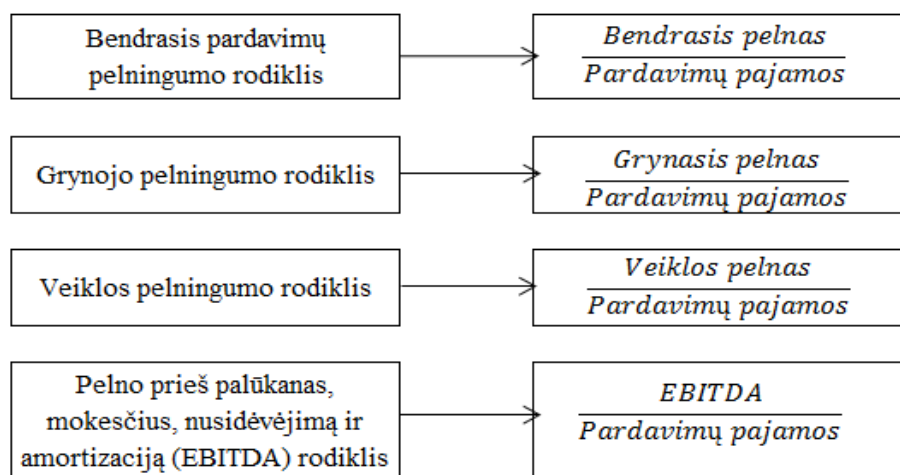 Bendrasis pardavimų
pelningumo rodiklis
Bendrasis pelnas
Pardavimų pajamos
Grynojo pelningumo rodiklis
Grynasis pelnas
Pardavimų pajamos
Veiklos pelningumo rodiklis
Veiklos pelnas
Pardavimų pajamos
Pelno prieš palūkanas,
mokesčius, nusidėvėjimą ir
amortizaciją (EBITDA) rodiklis
EBITDA
Pardavimų pajamos